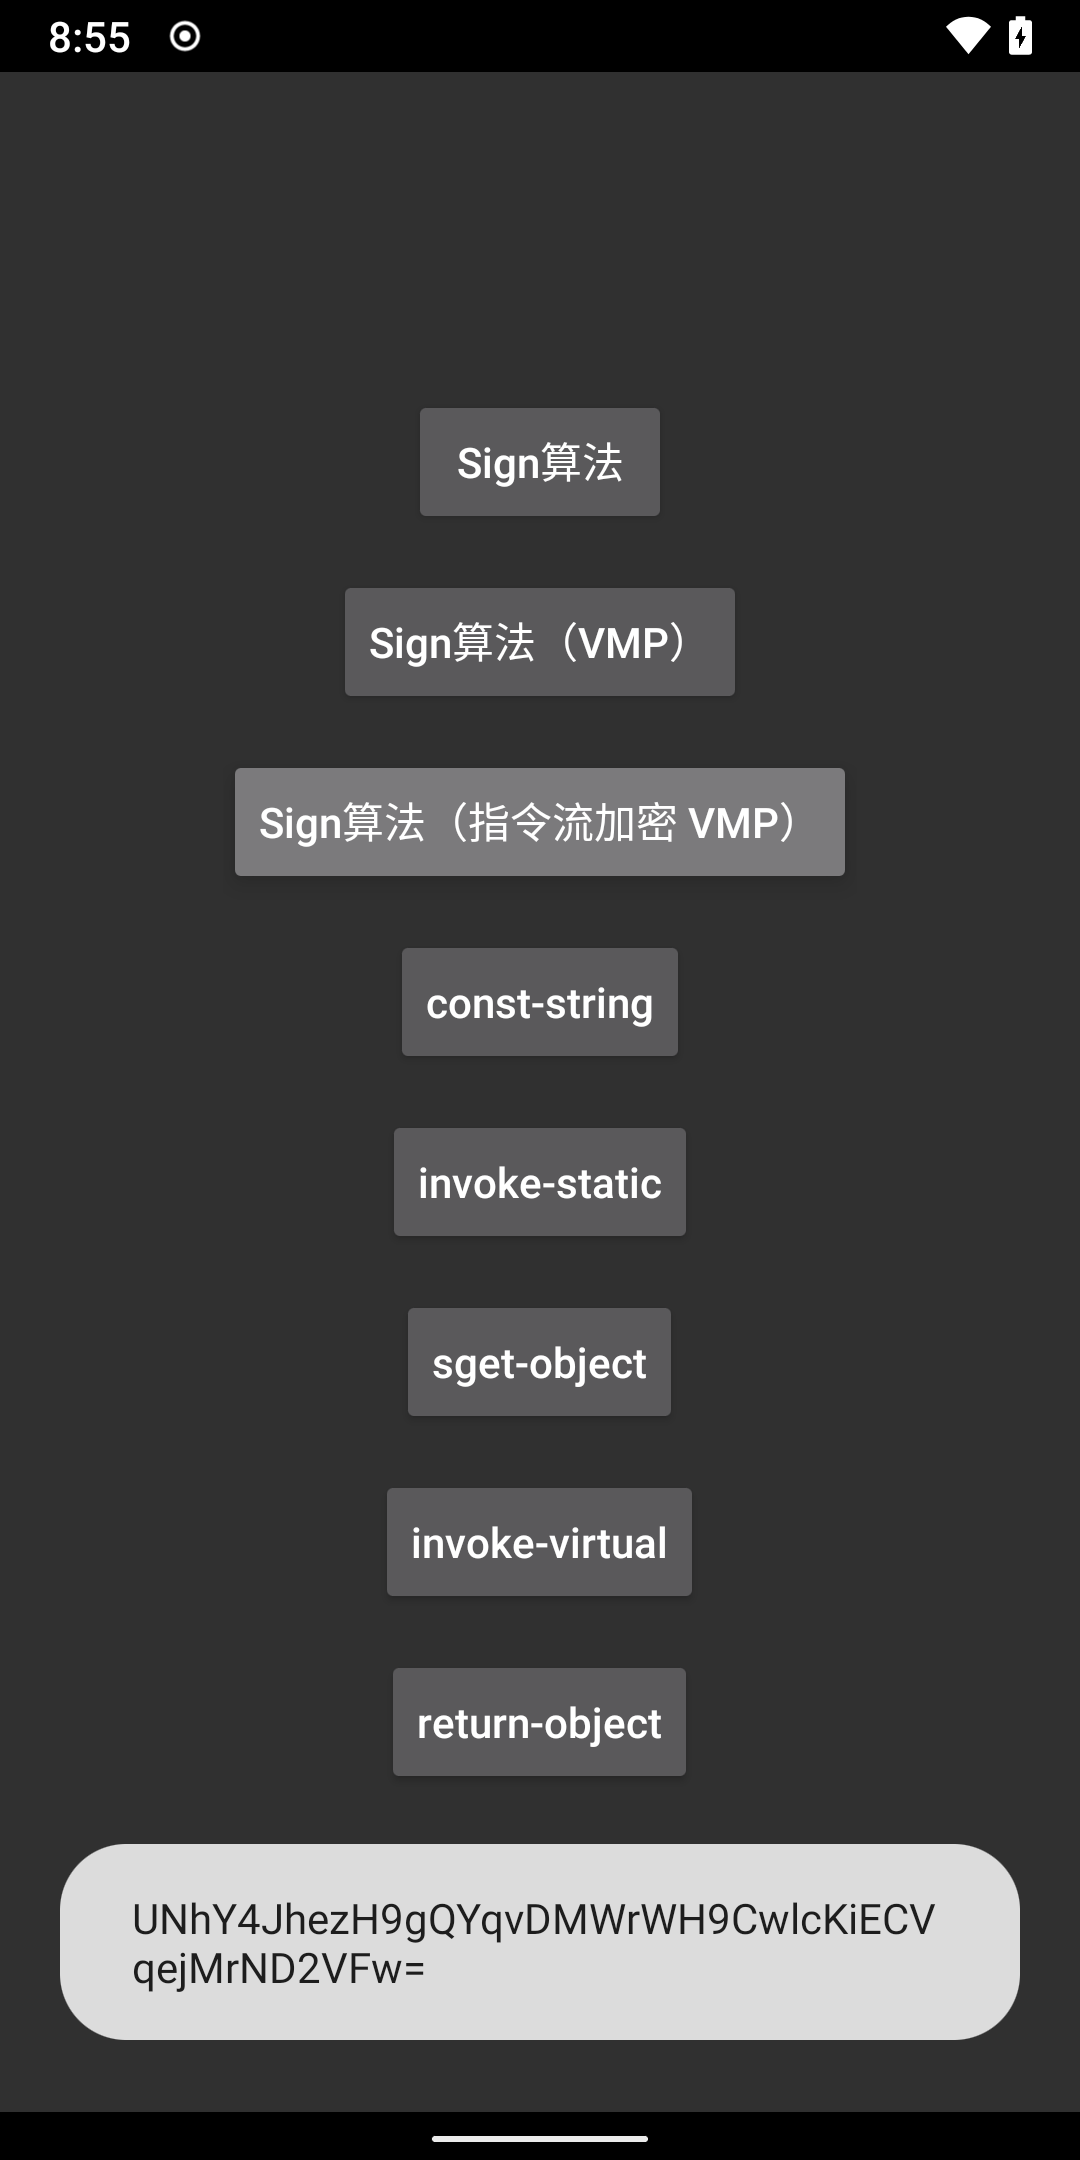 8:55
Sign算法
Sign算法（VMP）
Sign算法（指令流加密 VMP）
const-string
invoke-static
sget-object
invoke-virtual
return-object
UNhY4JhezH9gQYqvDMWrWH9CwlcKiECV
qejMrND2VFw=